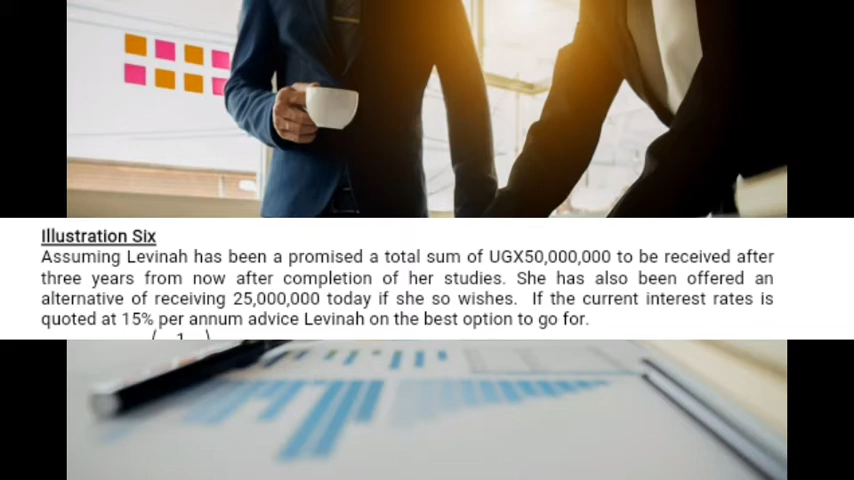 Illustration Six
Assuming Levinah has been a promised a total sum of UGX50,000,000 to be received after
three years from now after completion of her studies. She has also been offered an
alternative of receiving 25,000,000 today if she so wishes. If the current interest rates is
quoted at 15% per annum advice Levinah on the best option to go for.